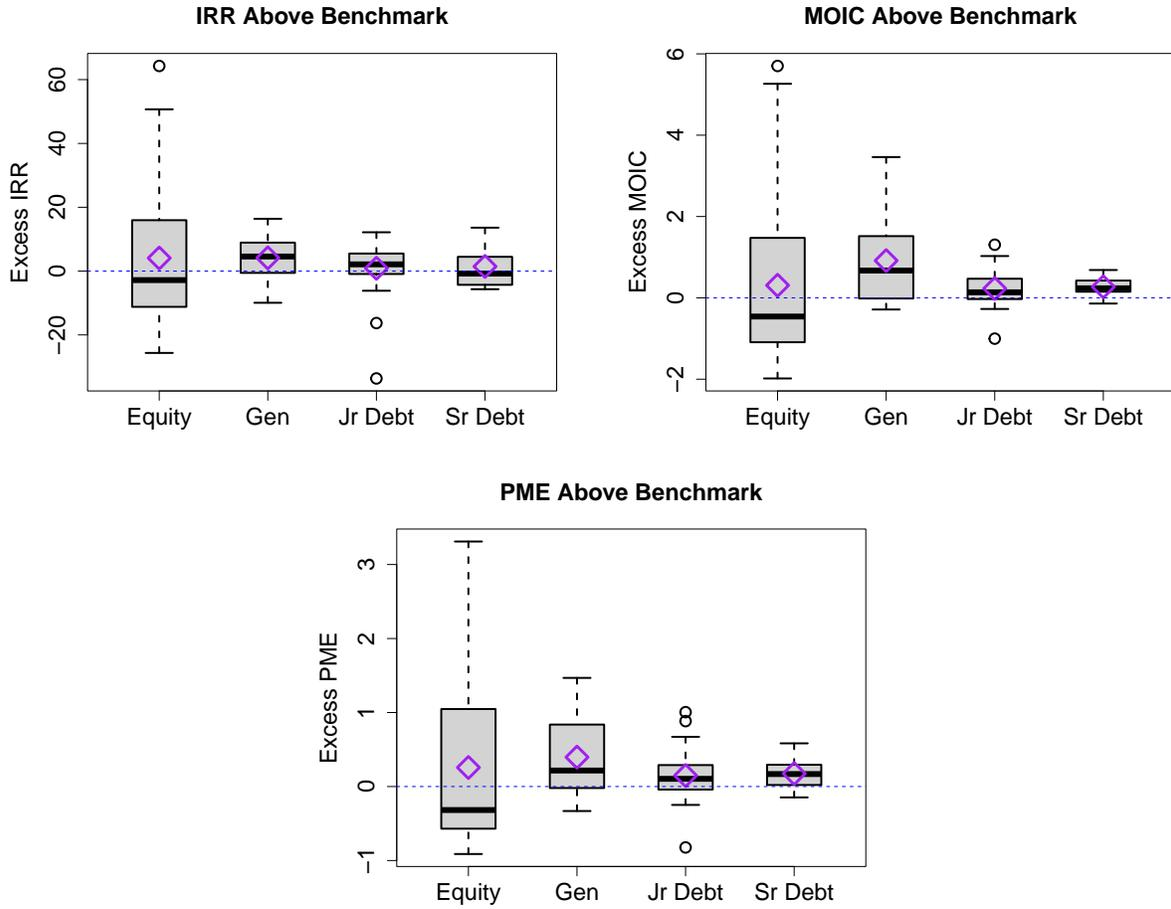 IRR Above Benchmark
Excess IRR
60
40
20
0
−20
Equity Gen Jr Debt Sr Debt
MOIC Above Benchmark
Excess MOIC
6
4
2
0
−2
Equity Gen Jr Debt Sr Debt
PME Above Benchmark
Excess PME
3
2
1
0
−1
Equity Gen Jr Debt Sr Debt